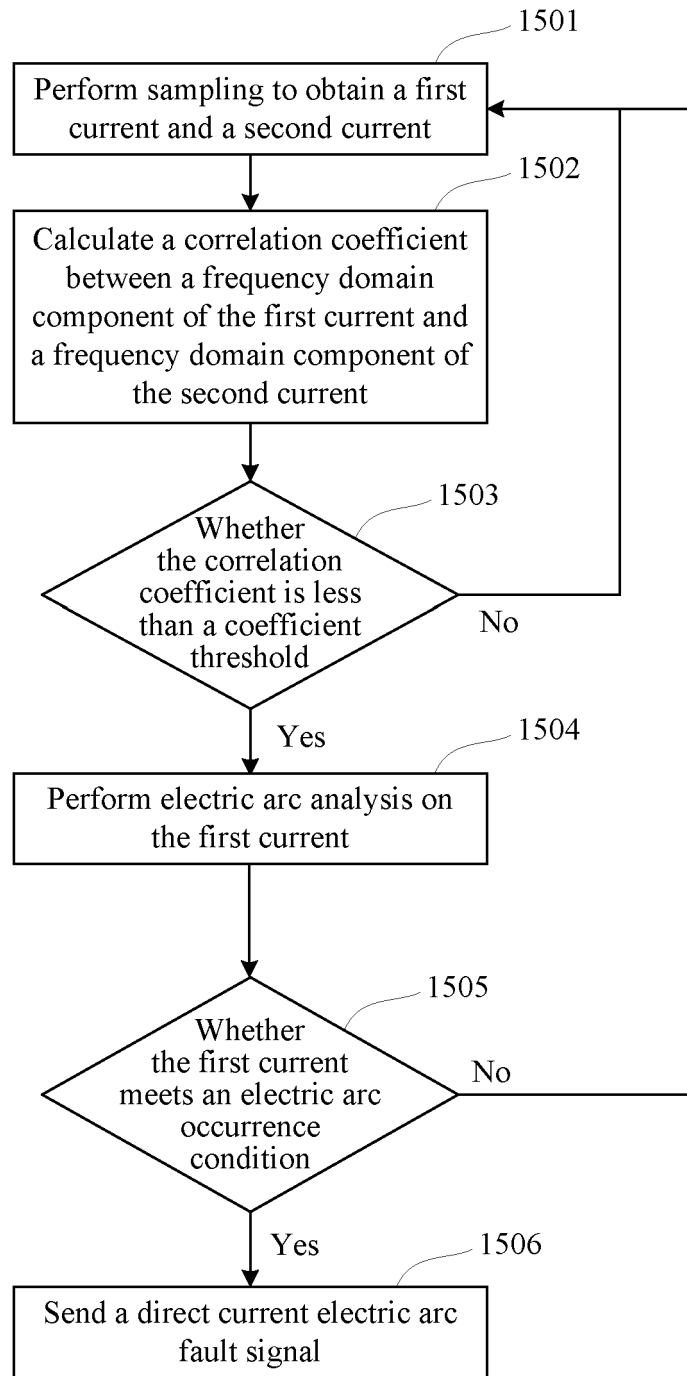 1501
Perform sampling to obtain a first
current and a second current
1502
Calculate a correlation coefficient
between a frequency domain
component of the first current and
a frequency domain component of
the second current
1503
Whether
the correlation
coefficient is less
than a coefficient
threshold
No
Yes
1504
Perform electric arc analysis on
the first current
1505
Whether
the first current
meets an electric arc
occurrence
condition
No
Yes
1506
Send a direct current electric arc
fault signal